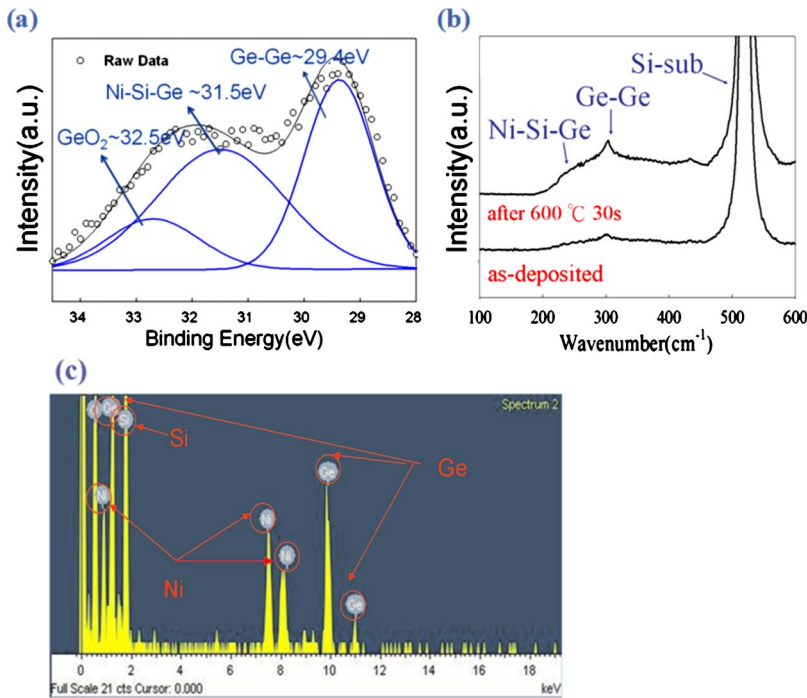 (a)
Raw Data
Ge-Ge~29.4eV
Ni-Si-Ge ~31.5eV
GeO₂~32.5eV
Intensity(a.u.)
34 33 32 31 30 29 28
Binding Energy(eV)
(b)
Si-sub
Ge-Ge
Ni-Si-Ge
after 600 ℃ 30s
as-deposited
Intensity(a.u.)
100 200 300 400 500 600
Wavenumber(cm⁻¹)
(c)
Spectrum 2
Si
Si
Ni
Ge
Ge
Ni
Ni
Ni
Ge
0 2 4 6 8 10 12 14 16 18
Full Scale 21 cts Cursor: 0.000
keV